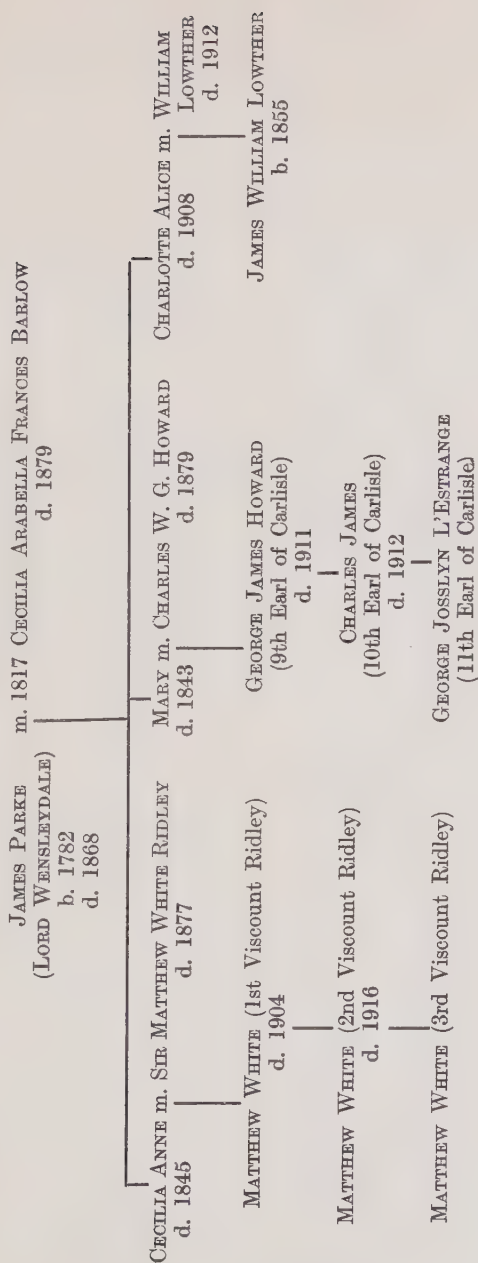 JAMES PARKE m. 1817 CECILIA ARABELLA FRANCES BARLOW
(LORD WENSLEYDALE) d. 1879
b. 1782
d. 1868
CECILIA ANNE m. SIR MATTHEW WHITE RIDLEY
d. 1845 d. 1877
MATTHEW WHITE (1st Viscount Ridley)
d. 1904
MATTHEW WHITE (2nd Viscount Ridley)
d. 1916
MATTHEW WHITE (3rd Viscount Ridley)
MARY m. CHARLES W. G. HOWARD
d. 1843 d. 1879
GEORGE JAMES HOWARD
(9th Earl of Carlisle)
d. 1911
CHARLES JAMES
(10th Earl of Carlisle)
d. 1912
GEORGE JOSSLYN L'ESTRANGE
(11th Earl of Carlisle)
CHARLOTTE ALICE m. WILLIAM
d. 1908 LOWTHER
d. 1912
JAMES WILLIAM LOWTHER
b. 1855